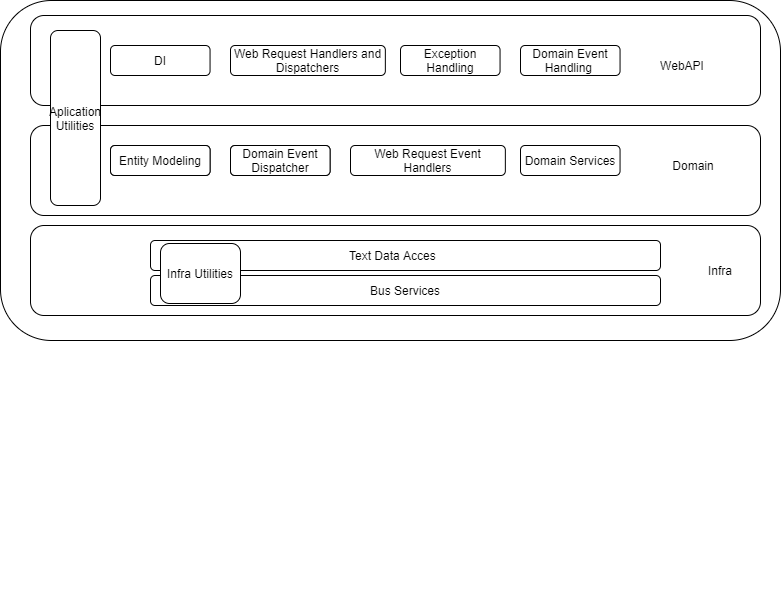 DI
Web Request Handlers and
Dispatchers
Exception
Handling
Domain Event
Handling
WebAPI
Aplication
Utilities
Entity Modeling
Domain Event
Dispatcher
Web Request Event
Handlers
Domain Services
Domain
Text Data Acces
Infra Utilities
Infra
Bus Services